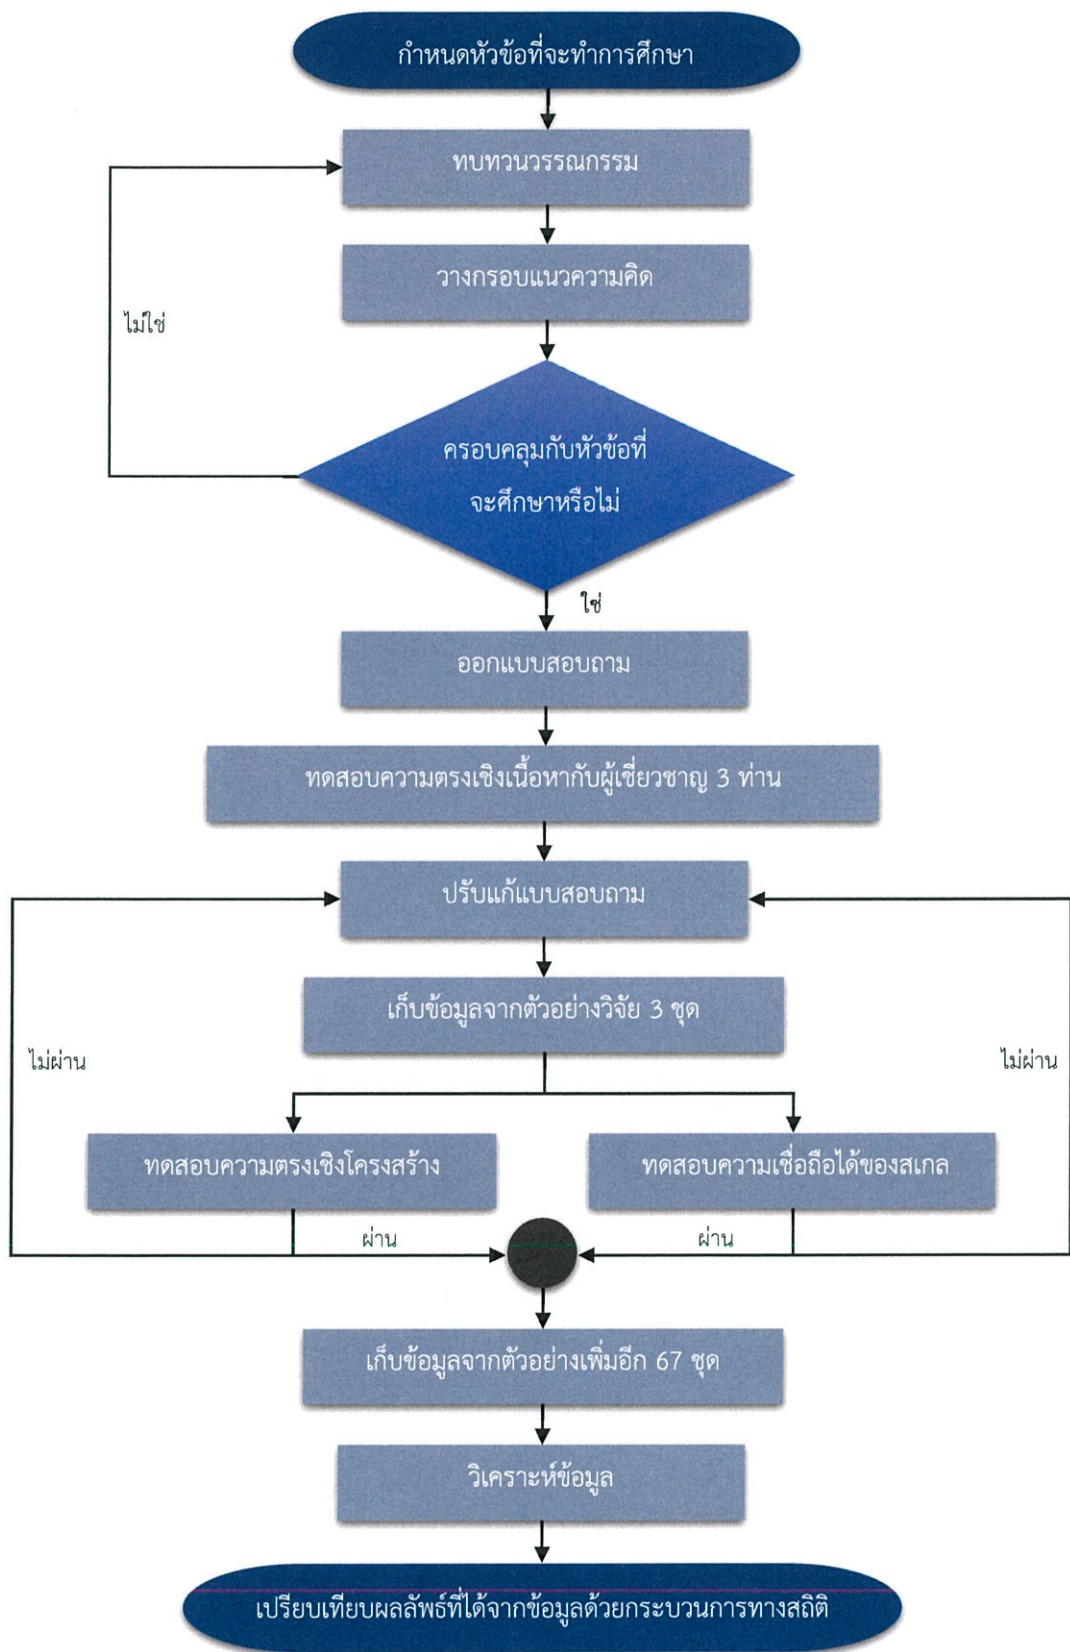 กำหนดหัวข้อที่จะทำการศึกษา
ทบทวนวรรณกรรม
วางกรอบแนวความคิด
ไม่ใช่
ครอบคลุมกับหัวข้อที่
จะศึกษาหรือไม่
ใช่
ออกแบบสอบถาม
ทดสอบความตรงเชิงเนื้อหากับผู้เชี่ยวชาญ 3 ท่าน
ปรับแก้แบบสอบถาม
เก็บข้อมูลจากตัวอย่างวิจัย 3 ชุด
ไม่ผ่าน
ไม่ผ่าน
ทดสอบความตรงเชิงโครงสร้าง
ทดสอบความเชื่อถือได้ของสเกล
ผ่าน
ผ่าน
เก็บข้อมูลจากตัวอย่างเพิ่มอีก 67 ชุด
วิเคราะห์ข้อมูล
เปรียบเทียบผลลัพธ์ที่ได้จากข้อมูลด้วยกระบวนการทางสถิติ